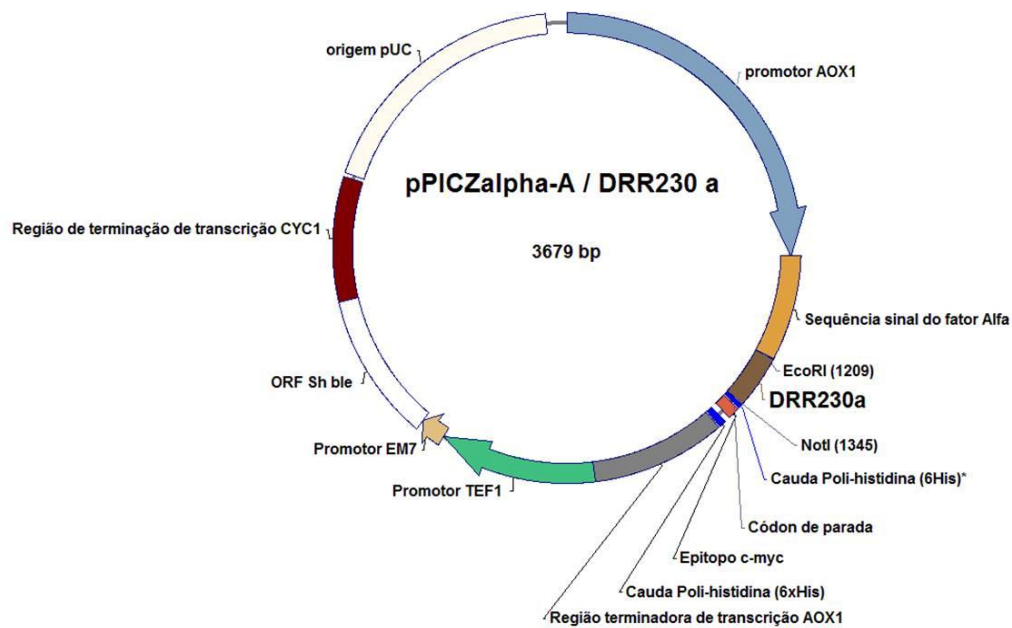 origem pUC
promotor AOX1
pPICZalpha-A / DRR230 a
Região de terminação de transcrição CYC1
3679 bp
Sequência sinal do fator Alfa
EcoRI (1209)
ORF Sh ble
DRR230a
NotI (1345)
Promotor EM7
Cauda Poli-histidina (6His)*
Promotor TEF1
Códon de parada
Epitopo c-myc
Cauda Poli-histidina (6xHis)
Região terminadora de transcrição AOX1